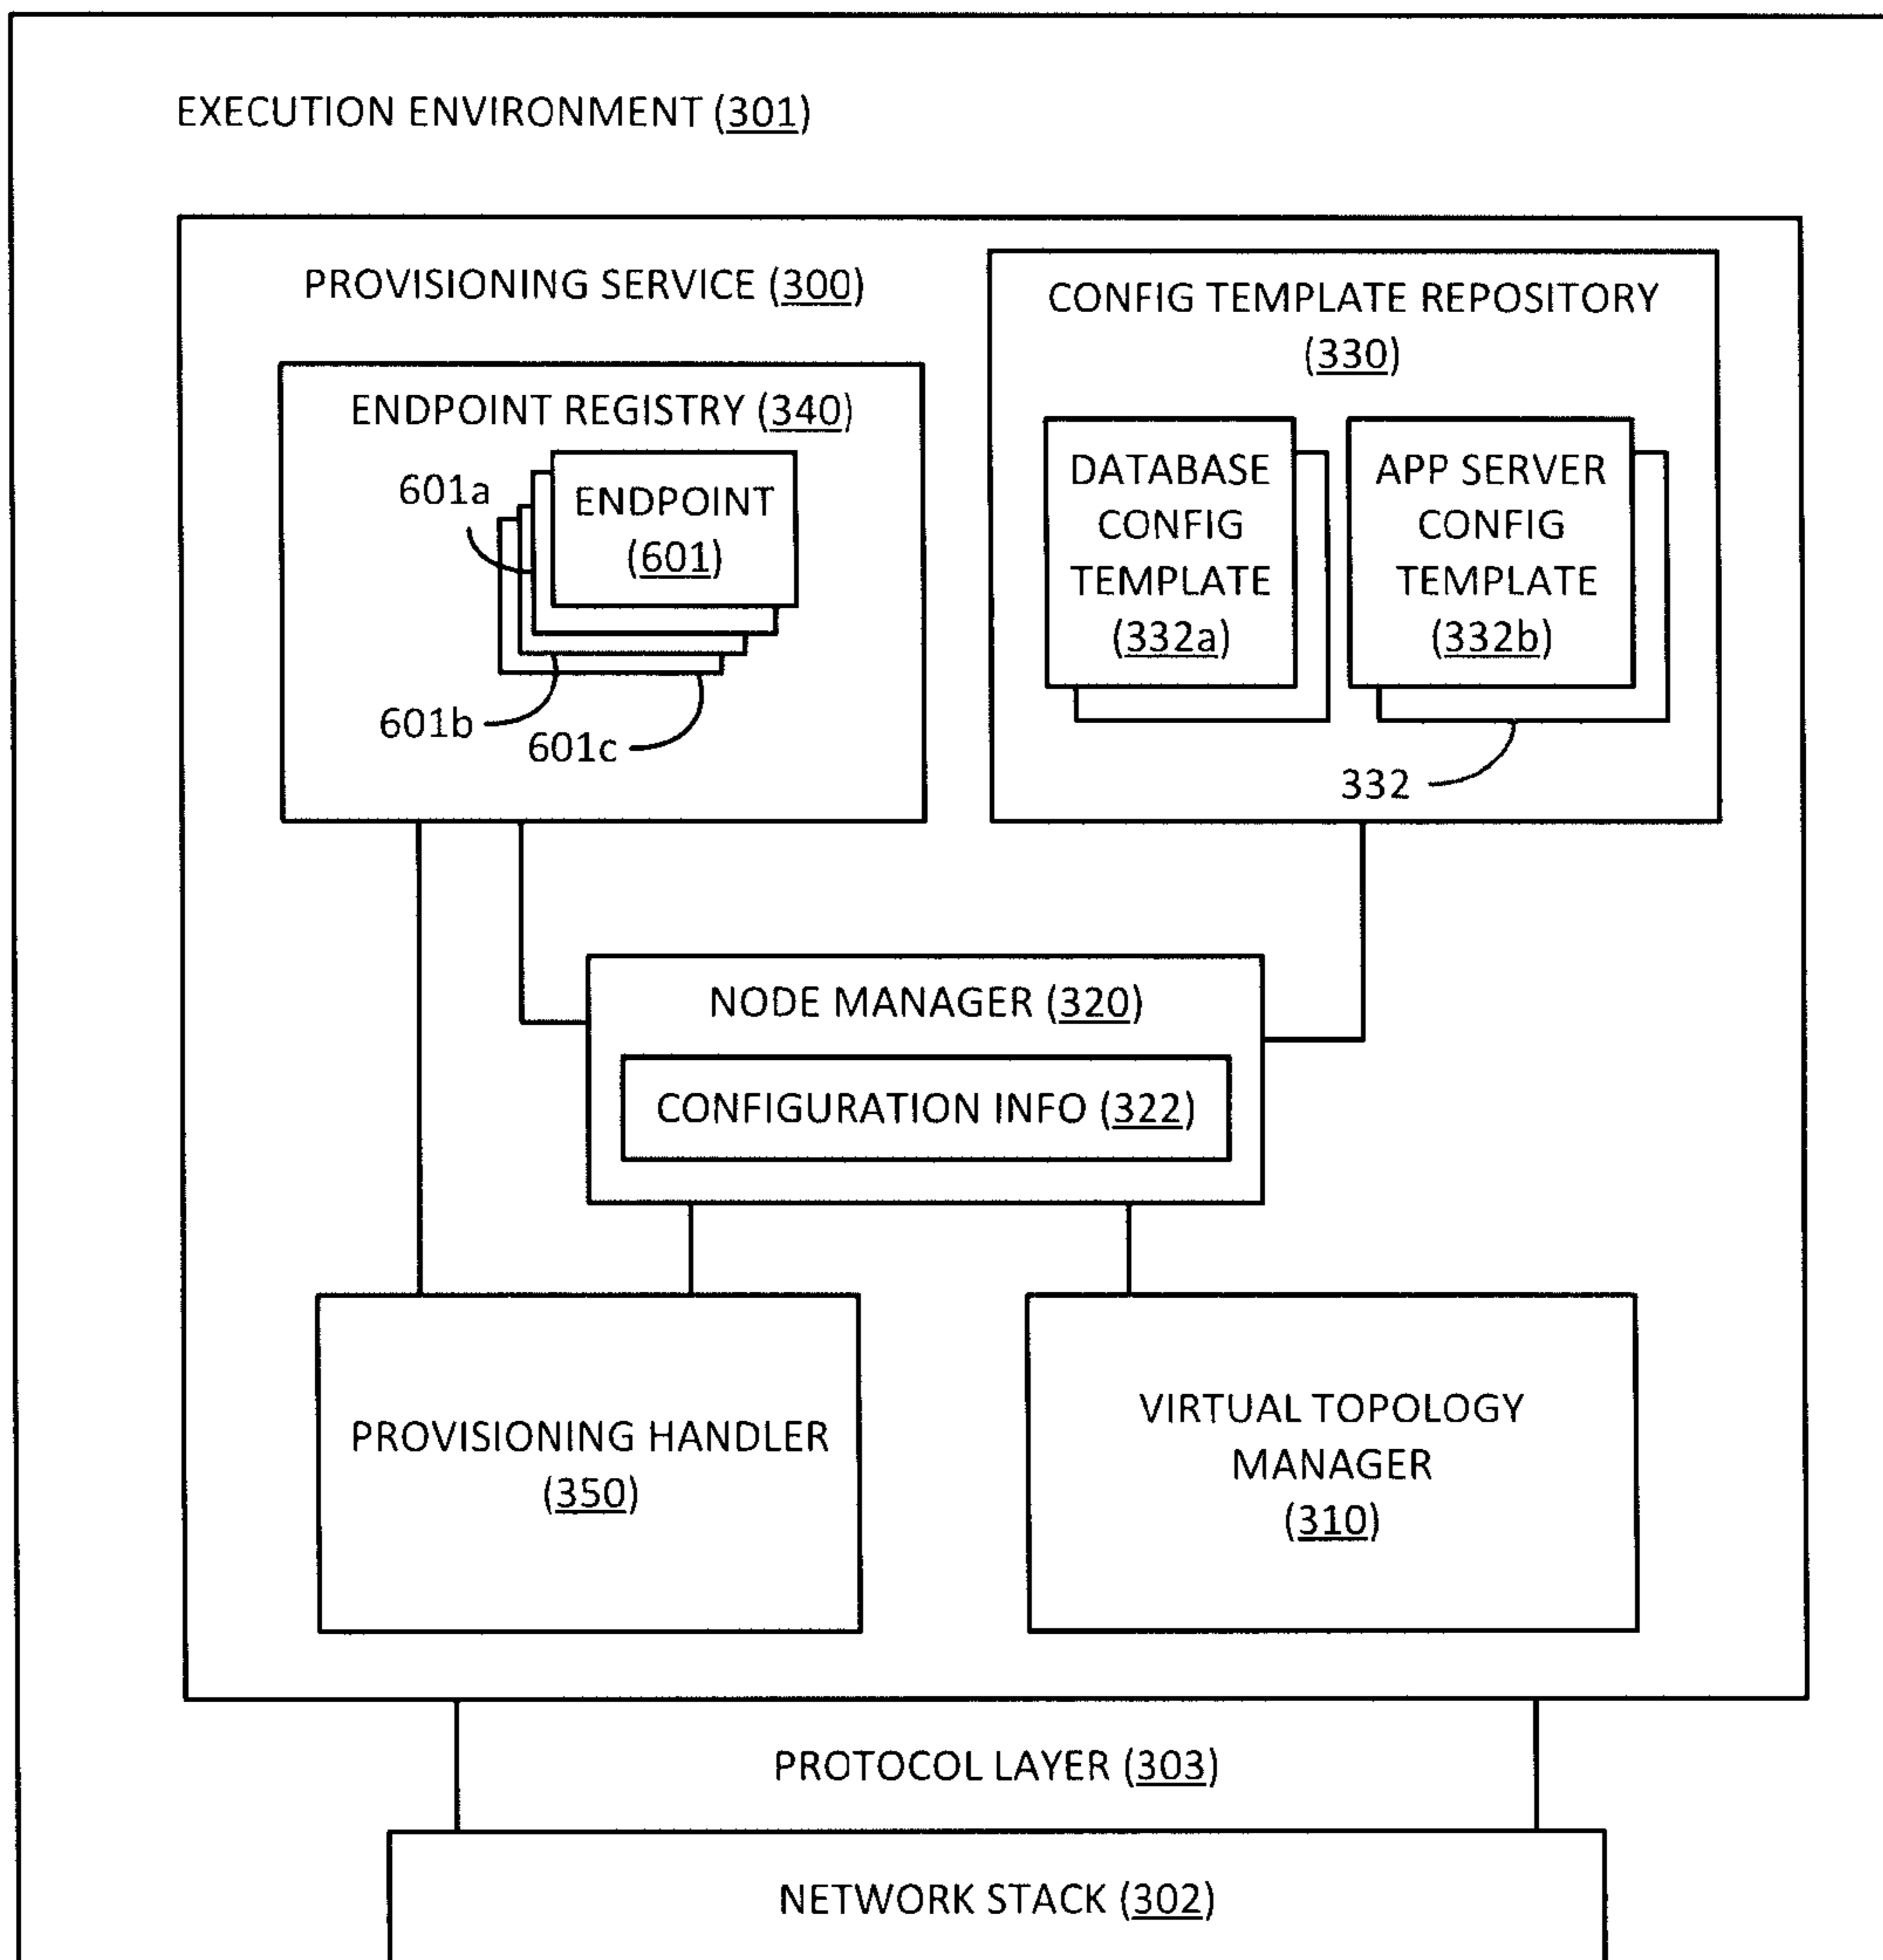 EXECUTION ENVIRONMENT (301)
PROVISIONING SERVICE (300)
ENDPOINT REGISTRY (340)
601a
ENDPOINT
(601)
601b
601c
CONFIG TEMPLATE REPOSITORY
(330)
DATABASE
CONFIG
TEMPLATE
(332a)
APP SERVER
CONFIG
TEMPLATE
(332b)
332
NODE MANAGER (320)
CONFIGURATION INFO (322)
PROVISIONING HANDLER
(350)
VIRTUAL TOPOLOGY
MANAGER
(310)
PROTOCOL LAYER (303)
NETWORK STACK (302)